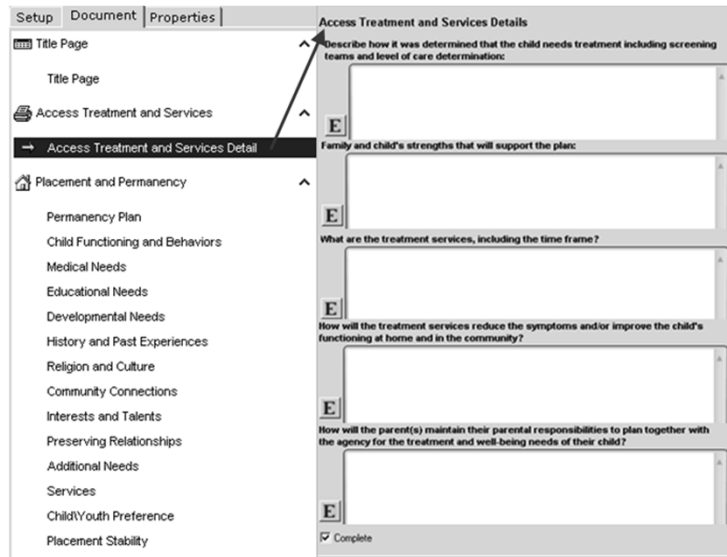 Setup
Document
Properties
Title Page
Title Page
Access Treatment and Services
Access Treatment and Services Detail
Placement and Permanency
Permanency Plan
Child Functioning and Behaviors
Medical Needs
Educational Needs
Developmental Needs
History and Past Experiences
Religion and Culture
Community Connections
Interests and Talents
Preserving Relationships
Additional Needs
Services
Child\Youth Preference
Placement Stability
Access Treatment and Services Details
Describe how it was determined that the child needs treatment including screening
teams and level of care determination:
E
Family and child's strengths that will support the plan:
E
What are the treatment services, including the time frame?
E
How will the treatment services reduce the symptoms and/or improve the child's
functioning at home and in the community?
E
How will the parent(s) maintain their parental responsibilities to plan together with
the agency for the treatment and well-being needs of their child?
E
Complete